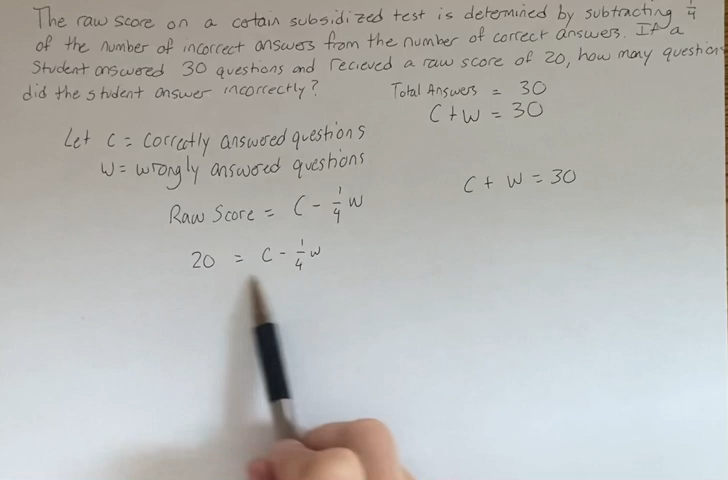 The raw score on a certain subsidized test is determined by subtracting 1/4
of the number of incorrect answers from the number of correct answers. If a
Student answered 30 questions and recieved a raw score of 20, how many questions
did the student answer incorrectly?
Total Answers = 30
C + W = 30
Let C = Correctly answered questions
W = wrongly answered questions
C + W = 30
Raw Score = C - 1/4 W
20 = C - 1/4 W